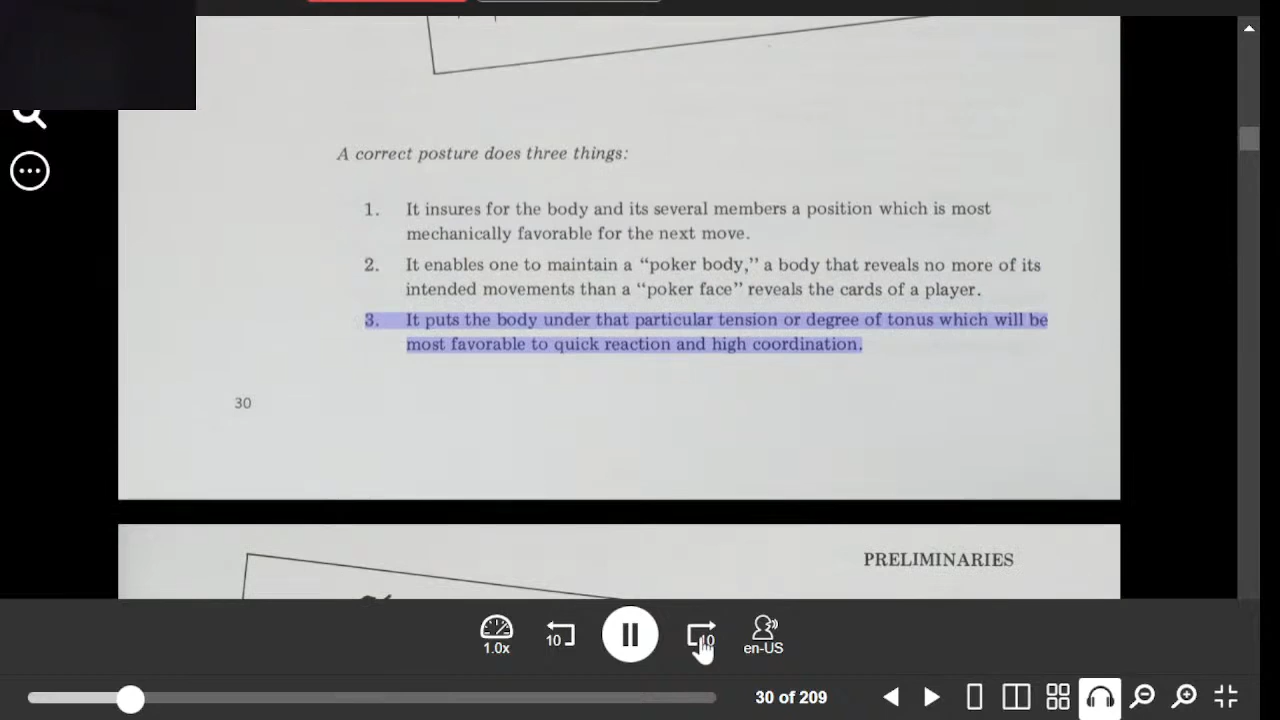 A correct posture does three things:
1. It insures for the body and its several members a position which is most
mechanically favorable for the next move.
2. It enables one to maintain a “poker body,” a body that reveals no more of its
intended movements than a “poker face” reveals the cards of a player.
3. It puts the body under that particular tension or degree of tonus which will be
most favorable to quick reaction and high coordination.
30
PRELIMINARIES
1.0x
10
10
en-US
30 of 209